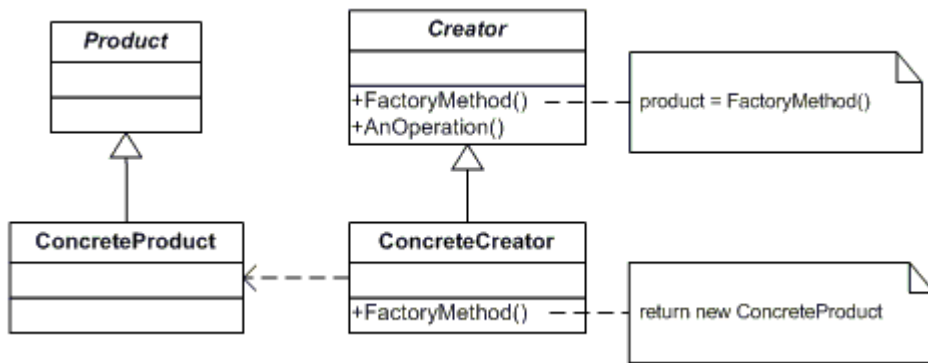 Product
Creator
+FactoryMethod()
+AnOperation()
product = FactoryMethod()
ConcreteProduct
ConcreteCreator
+FactoryMethod()
return new ConcreteProduct